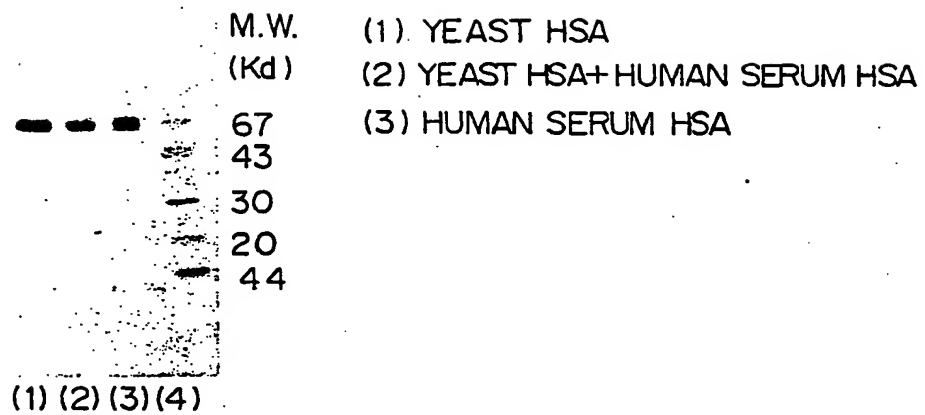 M.W.
(Kd)
67
43
30
20
44
(1) YEAST HSA
(2) YEAST HSA+HUMAN SERUM HSA
(3) HUMAN SERUM HSA
(1) (2) (3) (4)